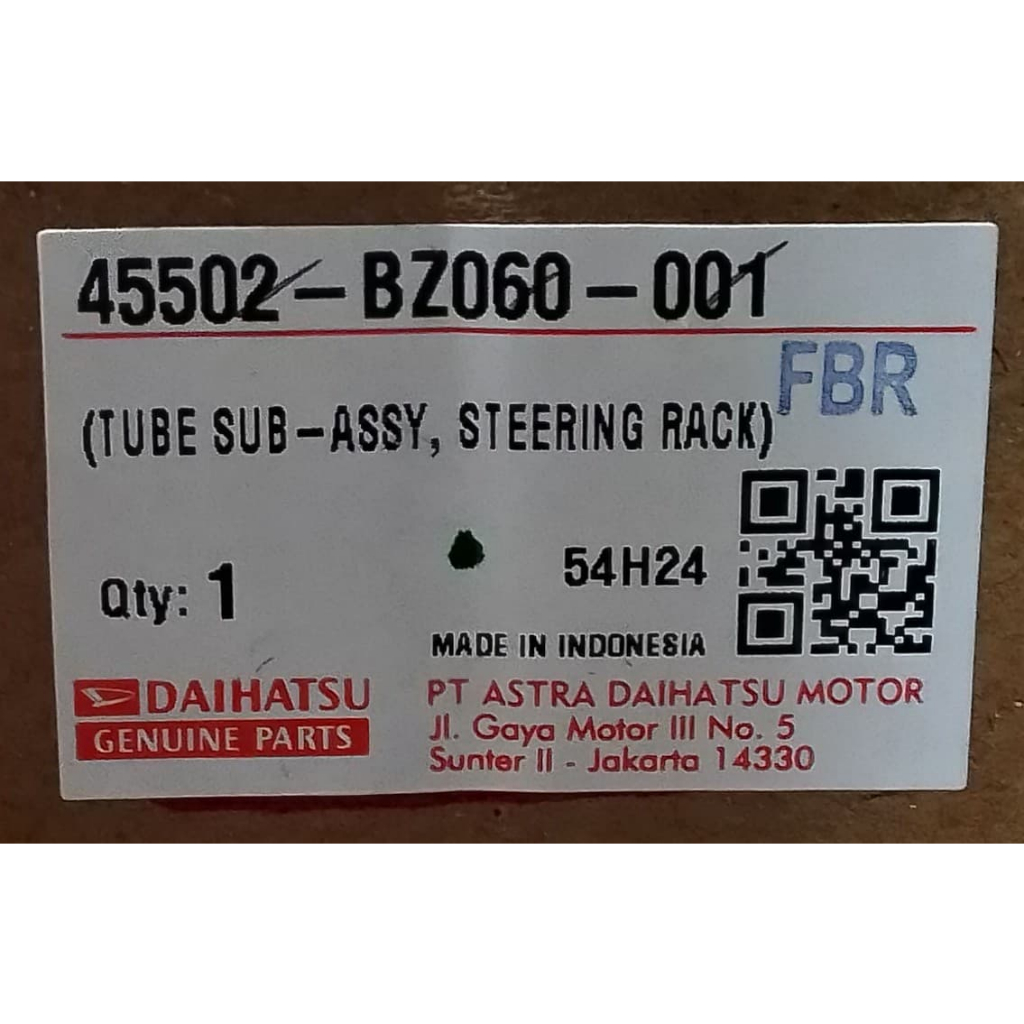 45502-BZ060-001
FBR
(TUBE SUB-ASSY, STEERING RACK)
54H24
Qty: 1
MADE IN INDONESIA
DAIHATSU
GENUINE PARTS
PT ASTRA DAIHATSU MOTOR
Jl. Gaya Motor III No. 5
Sunter II - Jakarta 14330